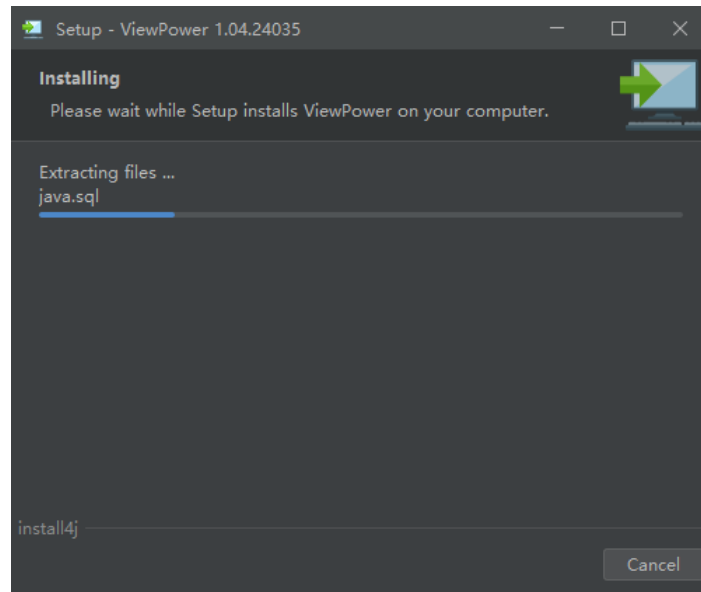 Setup - ViewPower 1.04.24035
Installing
Please wait while Setup installs ViewPower on your computer.
Extracting files ...
java.sql
install4j
Cancel